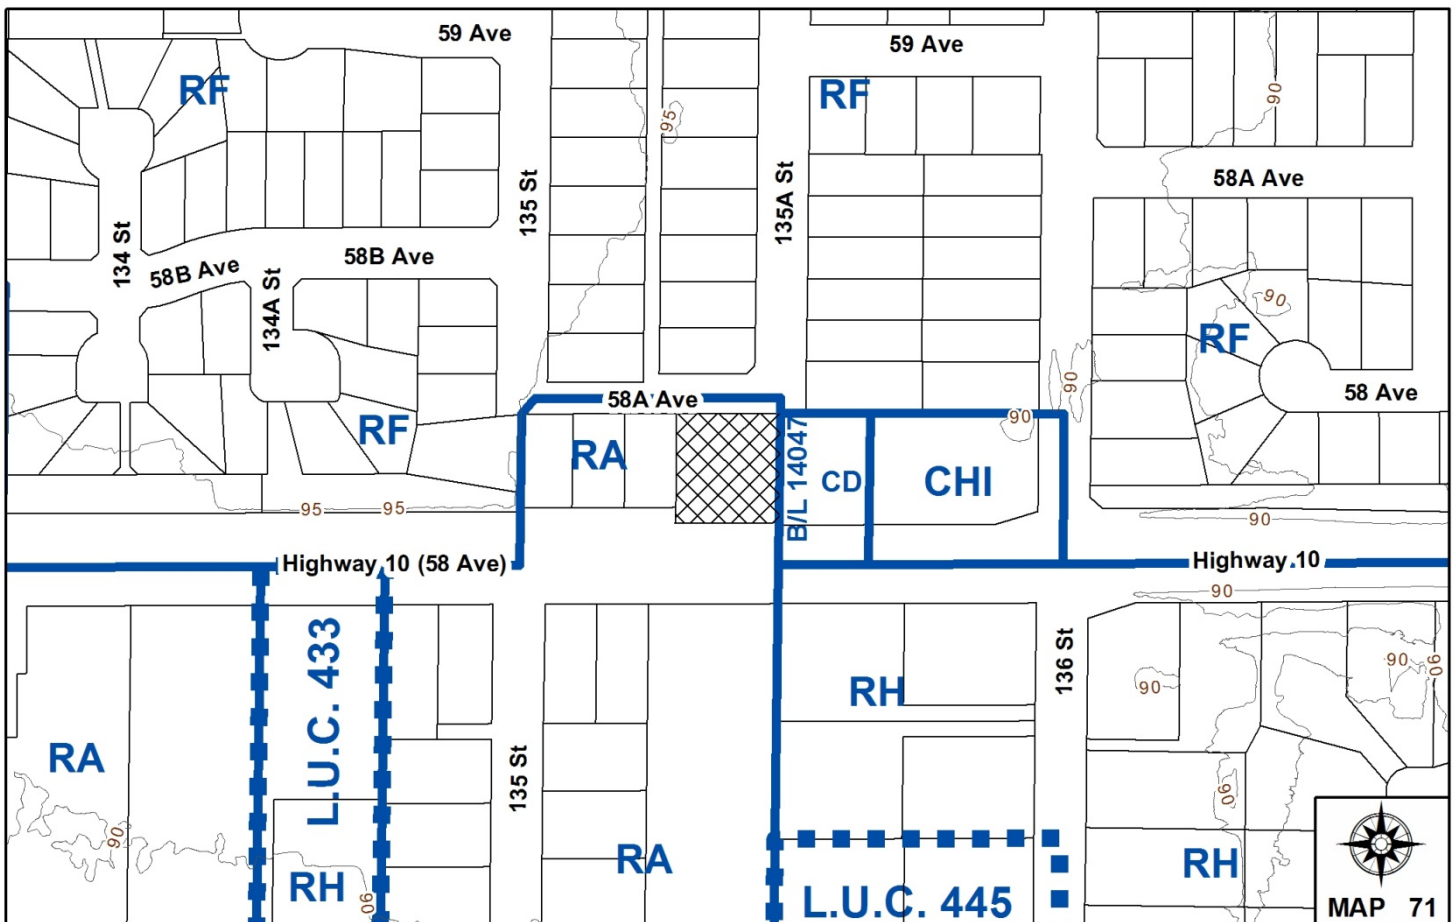 59 Ave
59 Ave
RF
RF
90
95
58A Ave
135 St
135A St
134 St
58B Ave
58B Ave
134A St
90
RF
90
58 Ave
58A Ave
90
RF
RA
B/L 14047
CD
CHI
95
95
90
Highway 10 (58 Ave)
Highway 10
90
L.U.C. 433
136 St
RH
90
90
90
RA
135 St
90
90
RA
RH
RH
90
L.U.C. 445
MAP 71